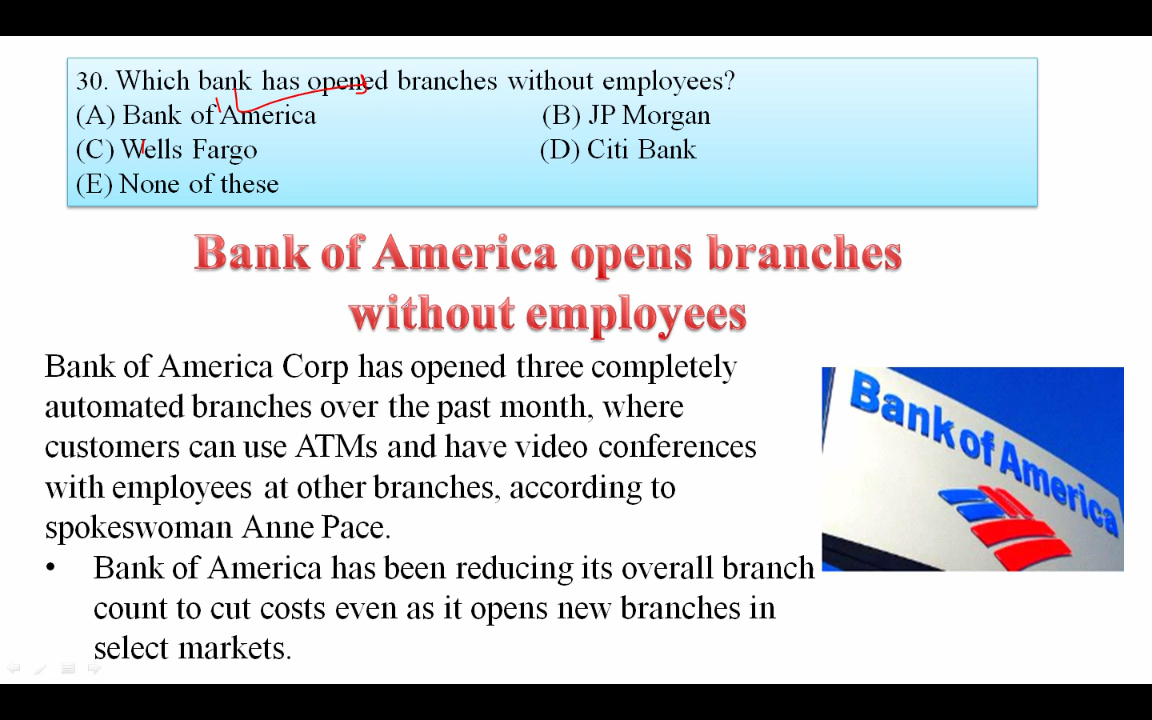 30. Which bank has opened branches without employees?
(A) Bank of America (B) JP Morgan
(C) Wells Fargo (D) Citi Bank
(E) None of these
Bank of America opens branches
without employees
Bank of America Corp has opened three completely
automated branches over the past month, where
customers can use ATMs and have video conferences
with employees at other branches, according to
spokeswoman Anne Pace.
• Bank of America has been reducing its overall branch
count to cut costs even as it opens new branches in
select markets.
Bank of America